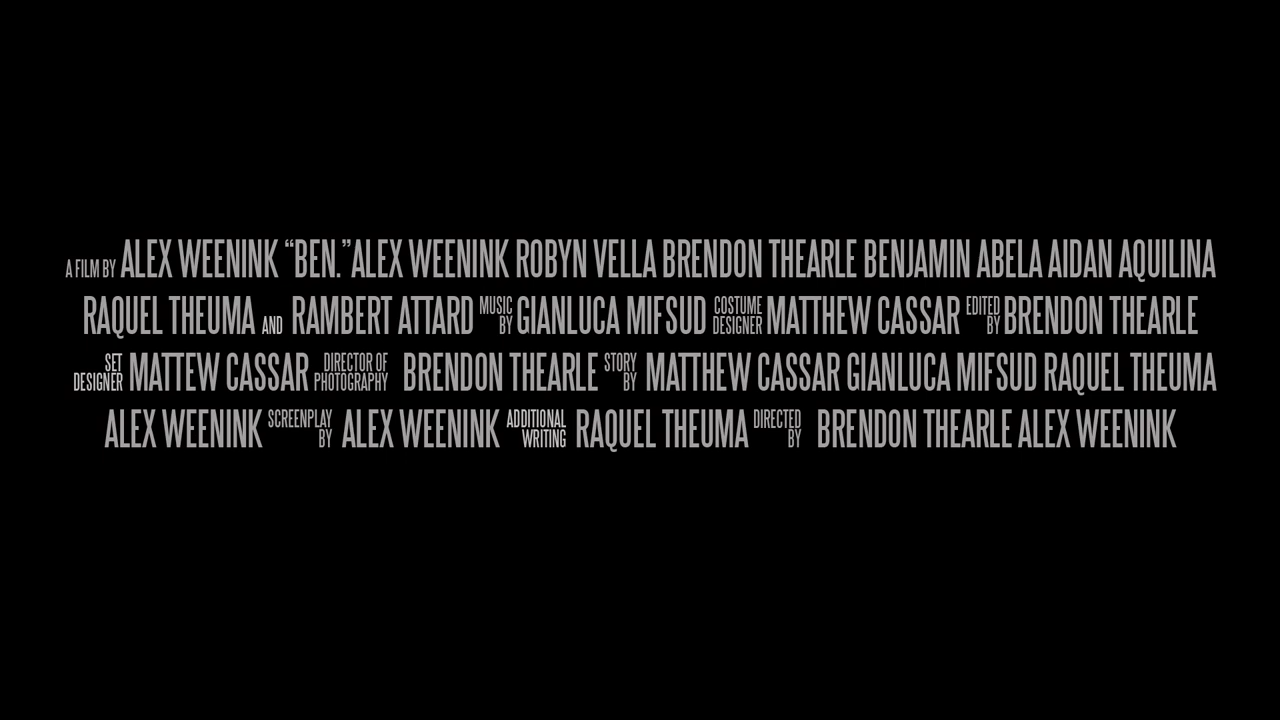 A FILM BY ALEX WEENINK “BEN.”ALEX WEENINK ROBYN VELLA BRENDON THEARLE BENJAMIN ABELA AIDAN AQUILINA
RAQUEL THEUMA AND RAMBERT ATTARD MUSIC BY GIANLUCA MIFSUD COSTUME DESIGNER MATTHEW CASSAR EDITED BY BRENDON THEARLE
SET DESIGNER MATTEW CASSAR DIRECTOR OF PHOTOGRAPHY BRENDON THEARLE STORY BY MATTHEW CASSAR GIANLUCA MIFSUD RAQUEL THEUMA
ALEX WEENINK SCREENPLAY BY ALEX WEENINK ADDITIONAL WRITING RAQUEL THEUMA DIRECTED BY BRENDON THEARLE ALEX WEENINK